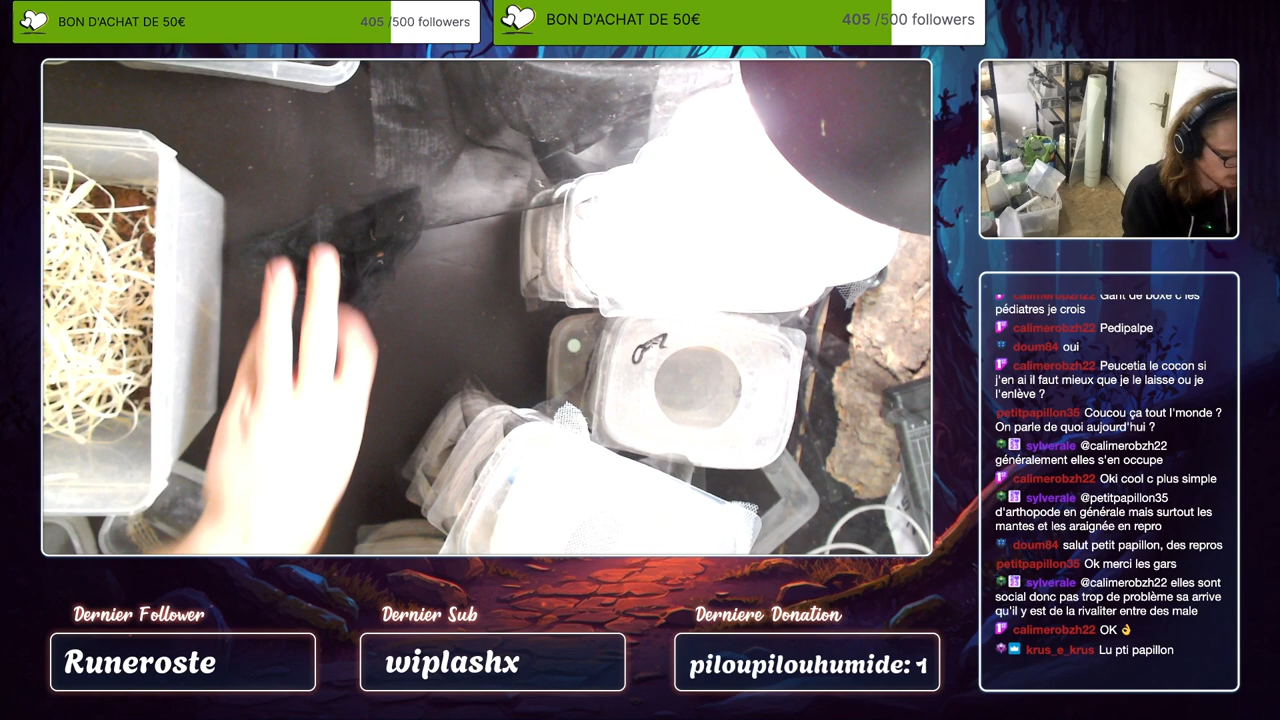 BON D'ACHAT DE 50€
405 /500 followers
BON D'ACHAT DE 50€
405 /500 followers
calimerobzh22 Gant de boxe c les
pédiatres je crois
calimerobzh22 Pedipalpe
doum84 oui
calimerobzh22 Peucetia le cocon si
j'en ai il faut mieux que je le laisse ou je
l'enlève ?
petitpapillon35 Coucou ça tout l'monde ?
On parle de quoi aujourd'hui ?
sylverale @calimerobzh22
généralement elles s'en occupe
calimerobzh22 Oki cool c plus simple
sylverale @petitpapillon35
d'arthopode en générale mais surtout les
mantes et les araignée en repro
doum84 salut petit papillon, des repros
petitpapillon35 Ok merci les gars
sylverale @calimerobzh22 elles sont
social donc pas trop de problème sa arrive
qu'il y est de la rivaliter entre des male
calimerobzh22 OK 👌
krus_e_krus Lu pti papillon
Dernier Follower
Runeroste
Dernier Sub
wiplashx
Derniere Donation
piloupilouhumide: 1